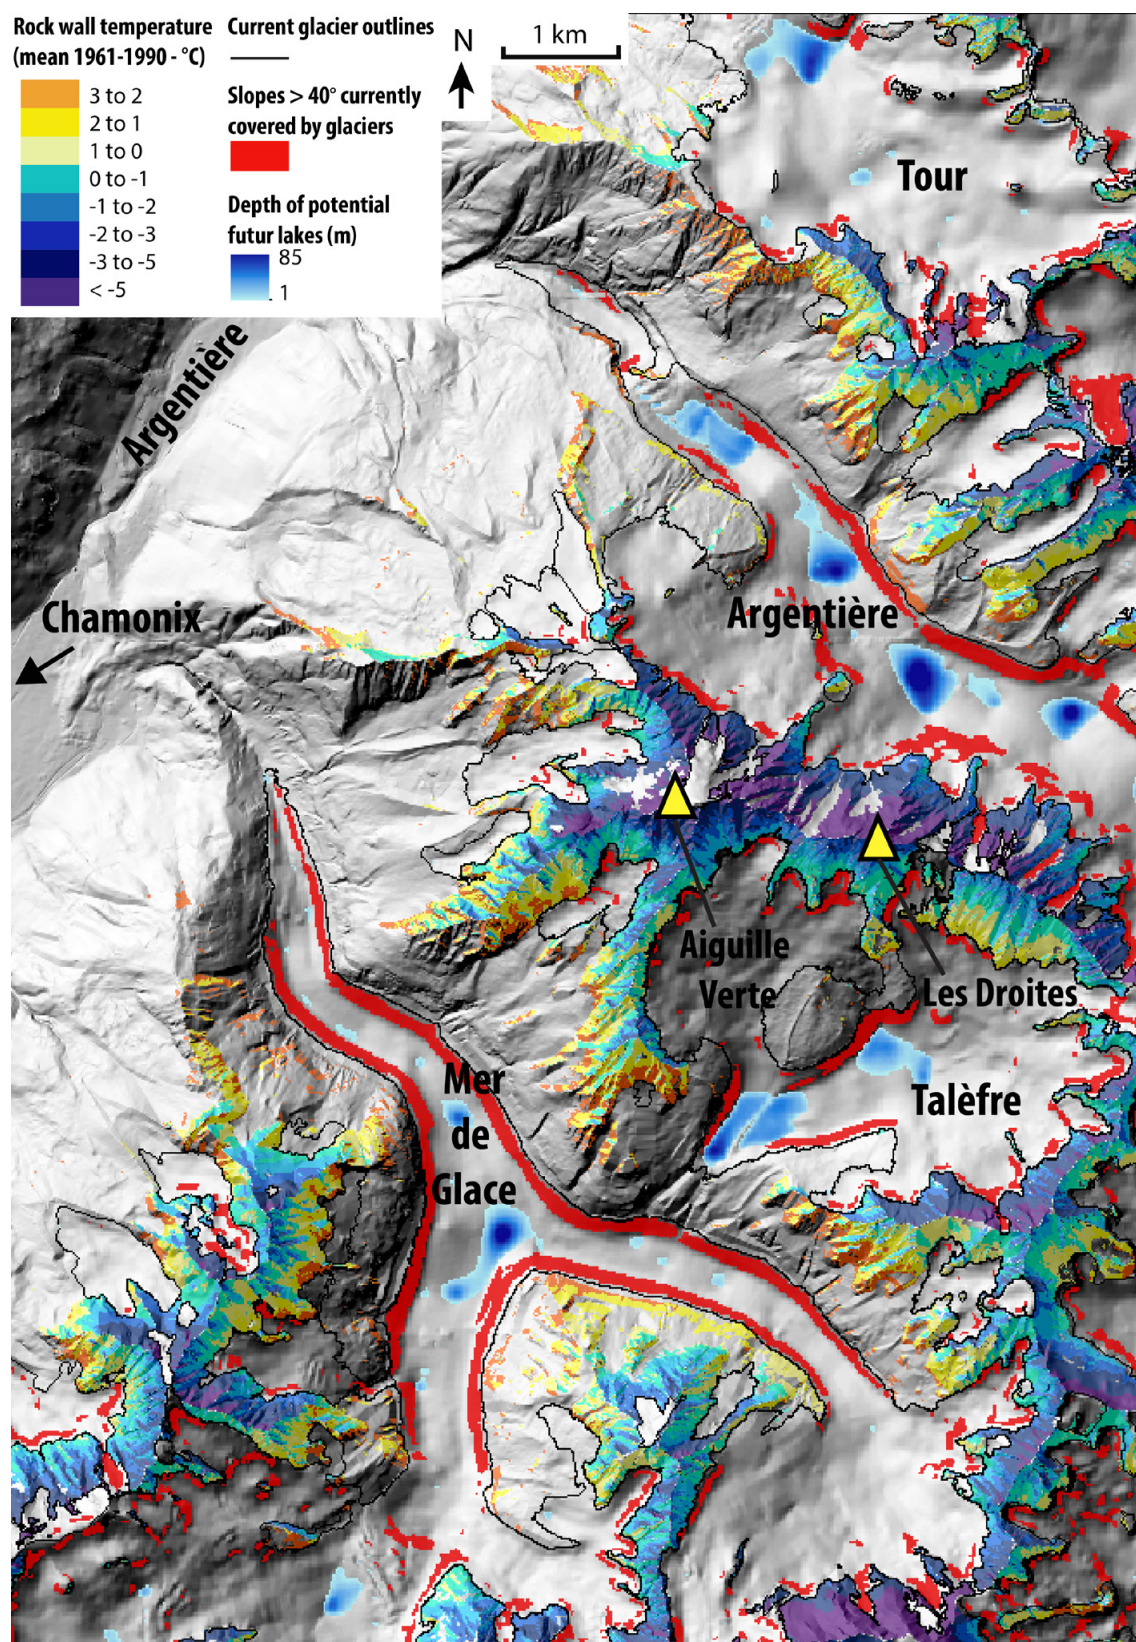 Rock wall temperature
(mean 1961-1990 - °C)
3 to 2
2 to 1
1 to 0
0 to -1
-1 to -2
-2 to -3
-3 to -5
< -5
Current glacier outlines
Slopes > 40° currently
covered by glaciers
Depth of potential
futur lakes (m)
85
1
N
1 km
Tour
Argentière
Chamonix
Argentière
Aiguille
Verte
Les Droites
Mer
de
Glace
Talèfre